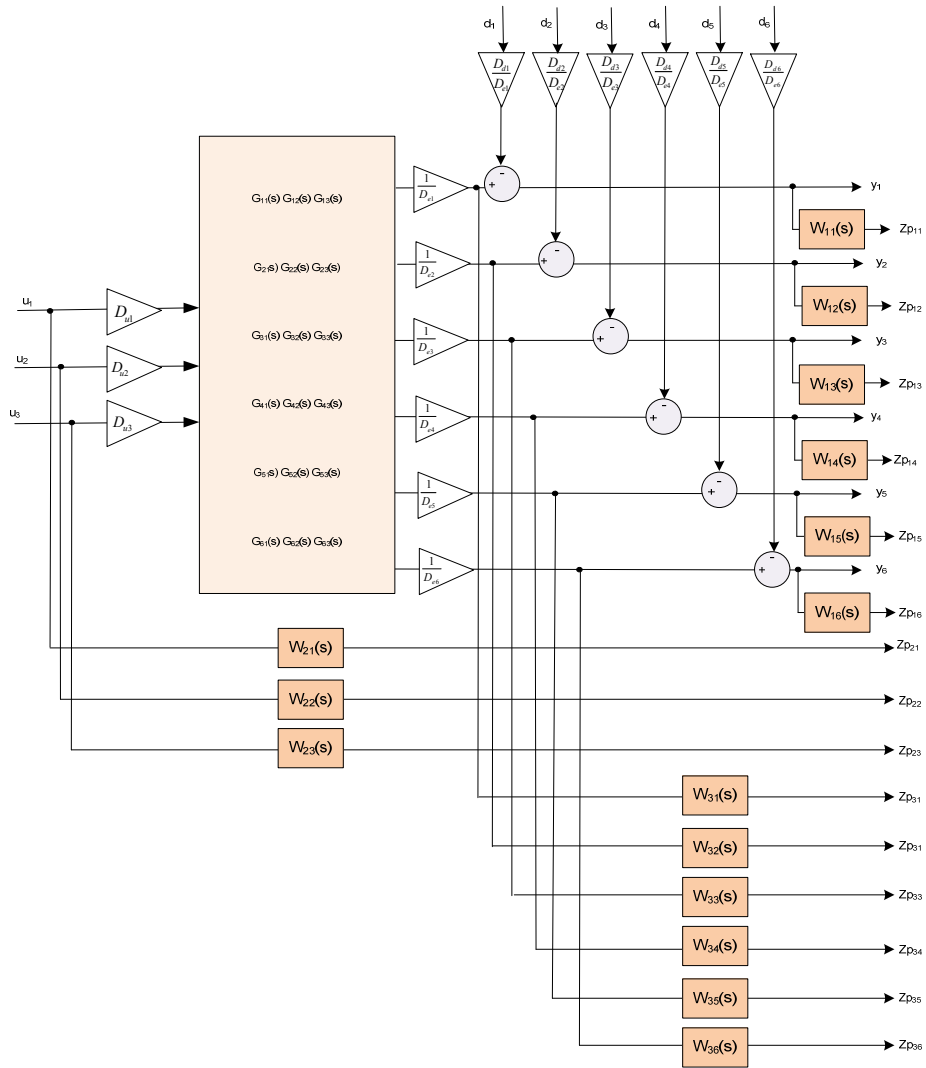 d1 d2 d3 d4 d5 d6
Dd1/De1 Dd2/De2 Dd3/De3 Dd4/De4 Dd5/De5 Dd6/De6
G11(s) G12(s) G13(s)
1/De1
+ -
y1
W11(s) Zp11
G21s) G22(s) G23(s)
1/De2
+ -
y2
u1
Du1
W12(s) Zp12
G31(s) G32(s) G33(s)
1/De3
+ -
y3
u2
Du2
W13(s) Zp13
G41(s) G42(s) G43(s)
1/De4
+ -
y4
u3
Du3
W14(s) Zp14
G51s) G52(s) G53(s)
1/De5
+ -
y5
W15(s) Zp15
G61(s) G62(s) G63(s)
1/De6
+ -
y6
W16(s) Zp16
W21(s) Zp21
W22(s) Zp22
W23(s) Zp23
W31(s) Zp31
W32(s) Zp31
W33(s) Zp33
W34(s) Zp34
W35(s) Zp35
W36(s) Zp36